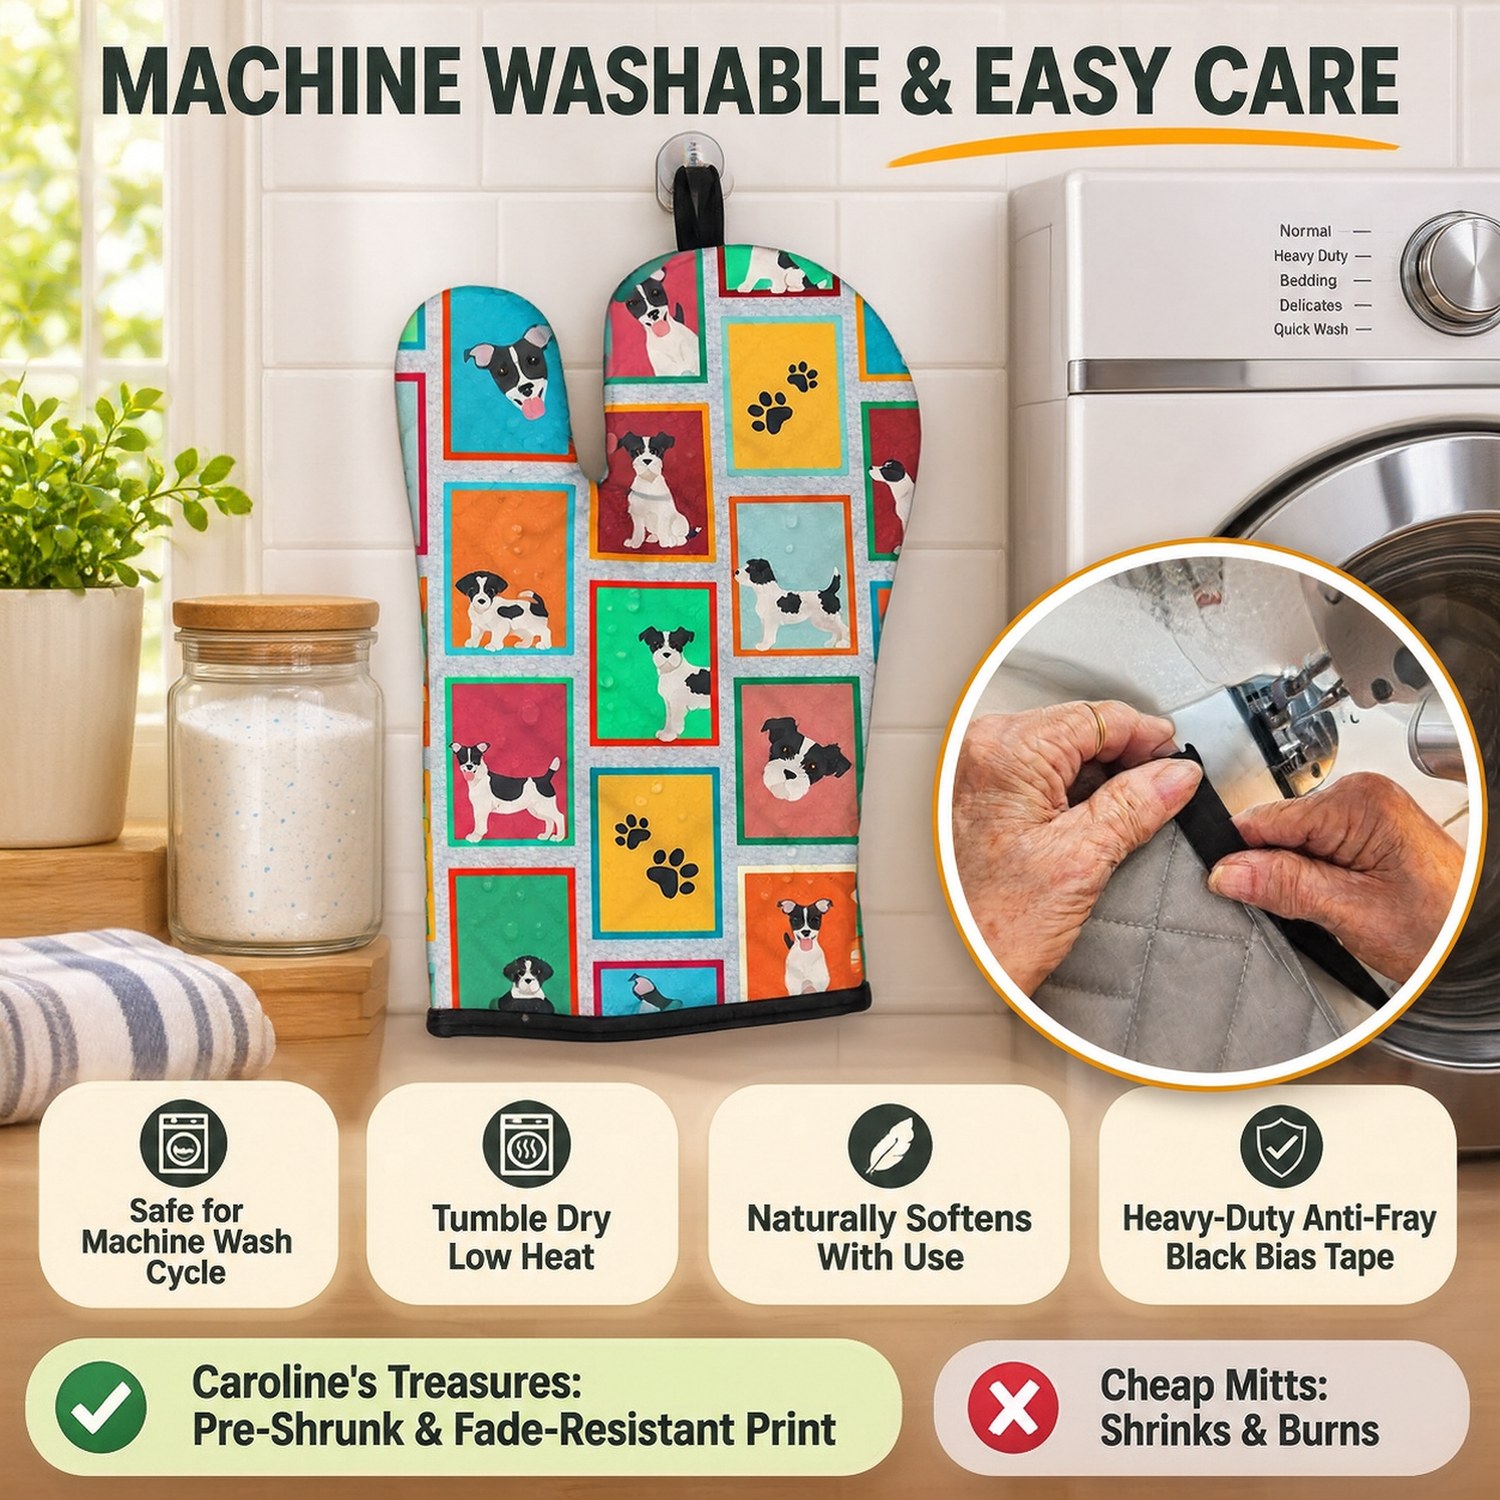 MACHINE WASHABLE & EASY CARE
Normal
Heavy Duty
Bedding
Delicates
Quick Wash
Safe for
Machine Wash
Cycle
Tumble Dry
Low Heat
Naturally Softens
With Use
Heavy-Duty Anti-Fray
Black Bias Tape
Caroline's Treasures:
Pre-Shrunk & Fade-Resistant Print
Cheap Mitts:
Shrinks & Burns